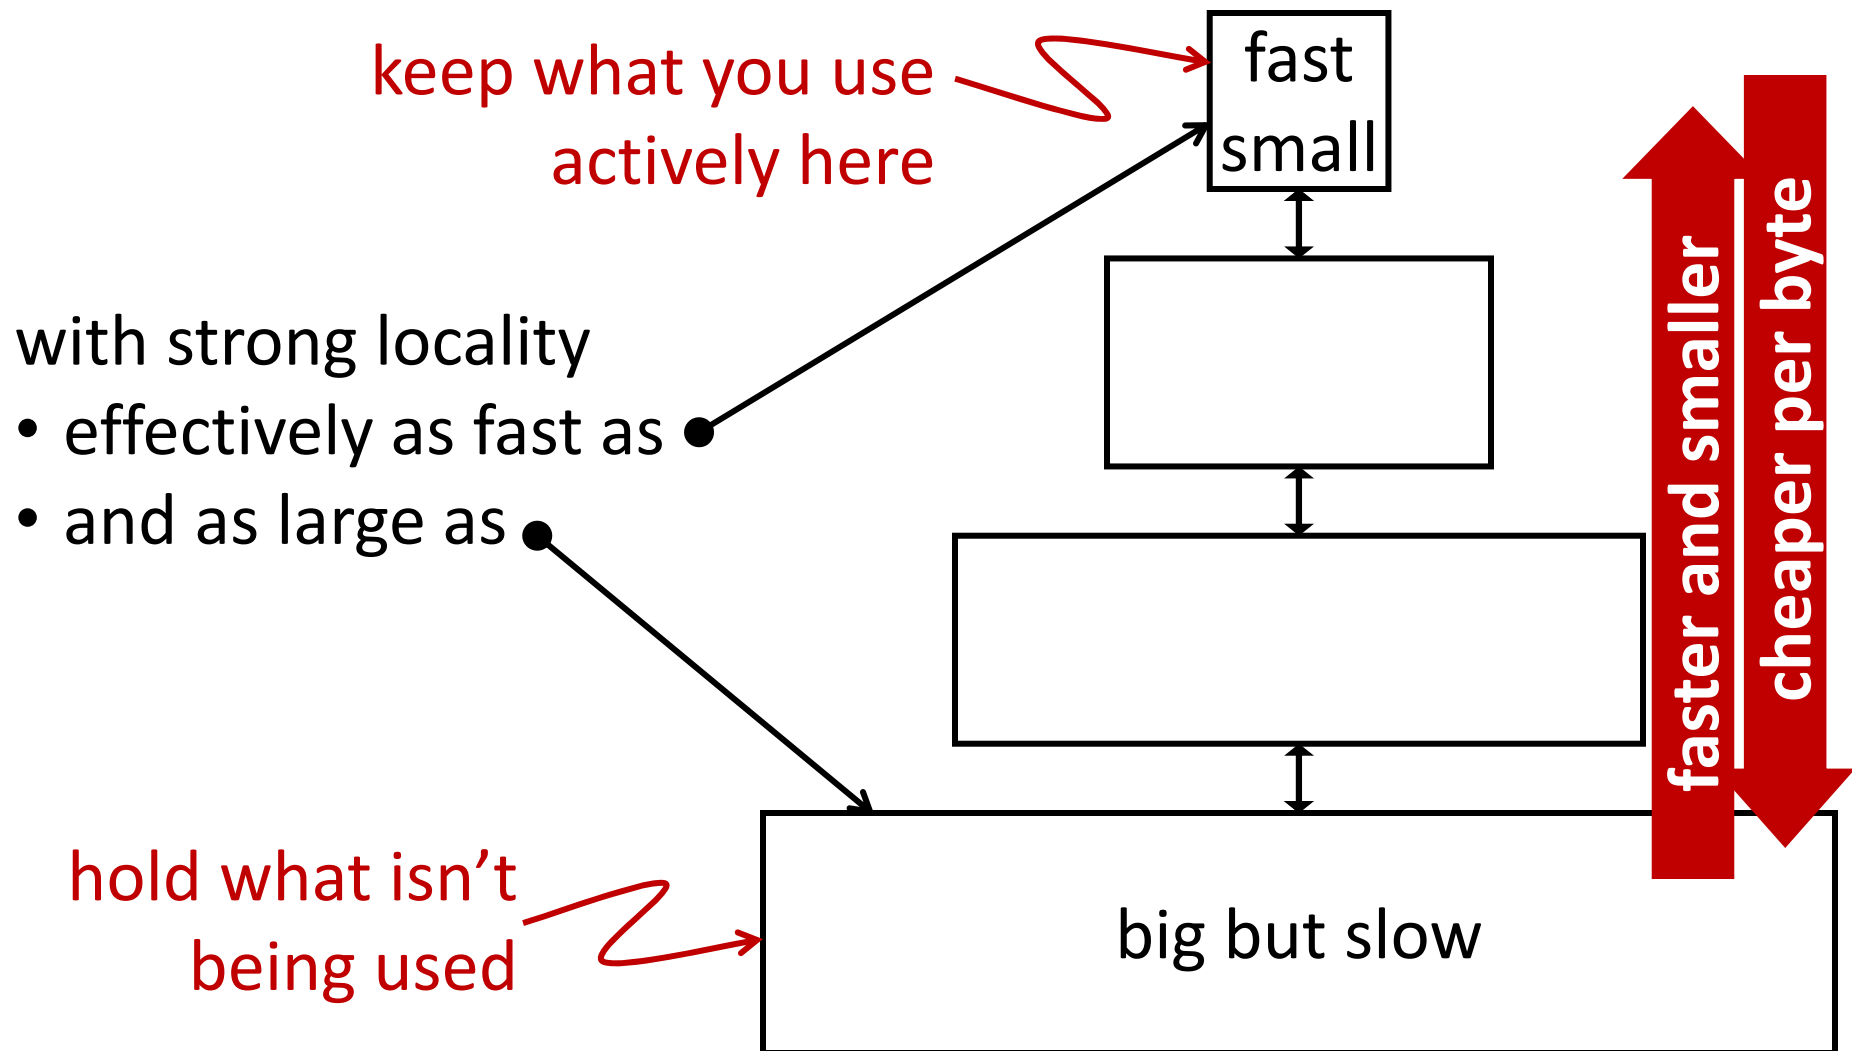 keep what you use
actively here
fast
small
with strong locality
• effectively as fast as
• and as large as
hold what isn’t
being used
big but slow
faster and smaller
cheaper per byte